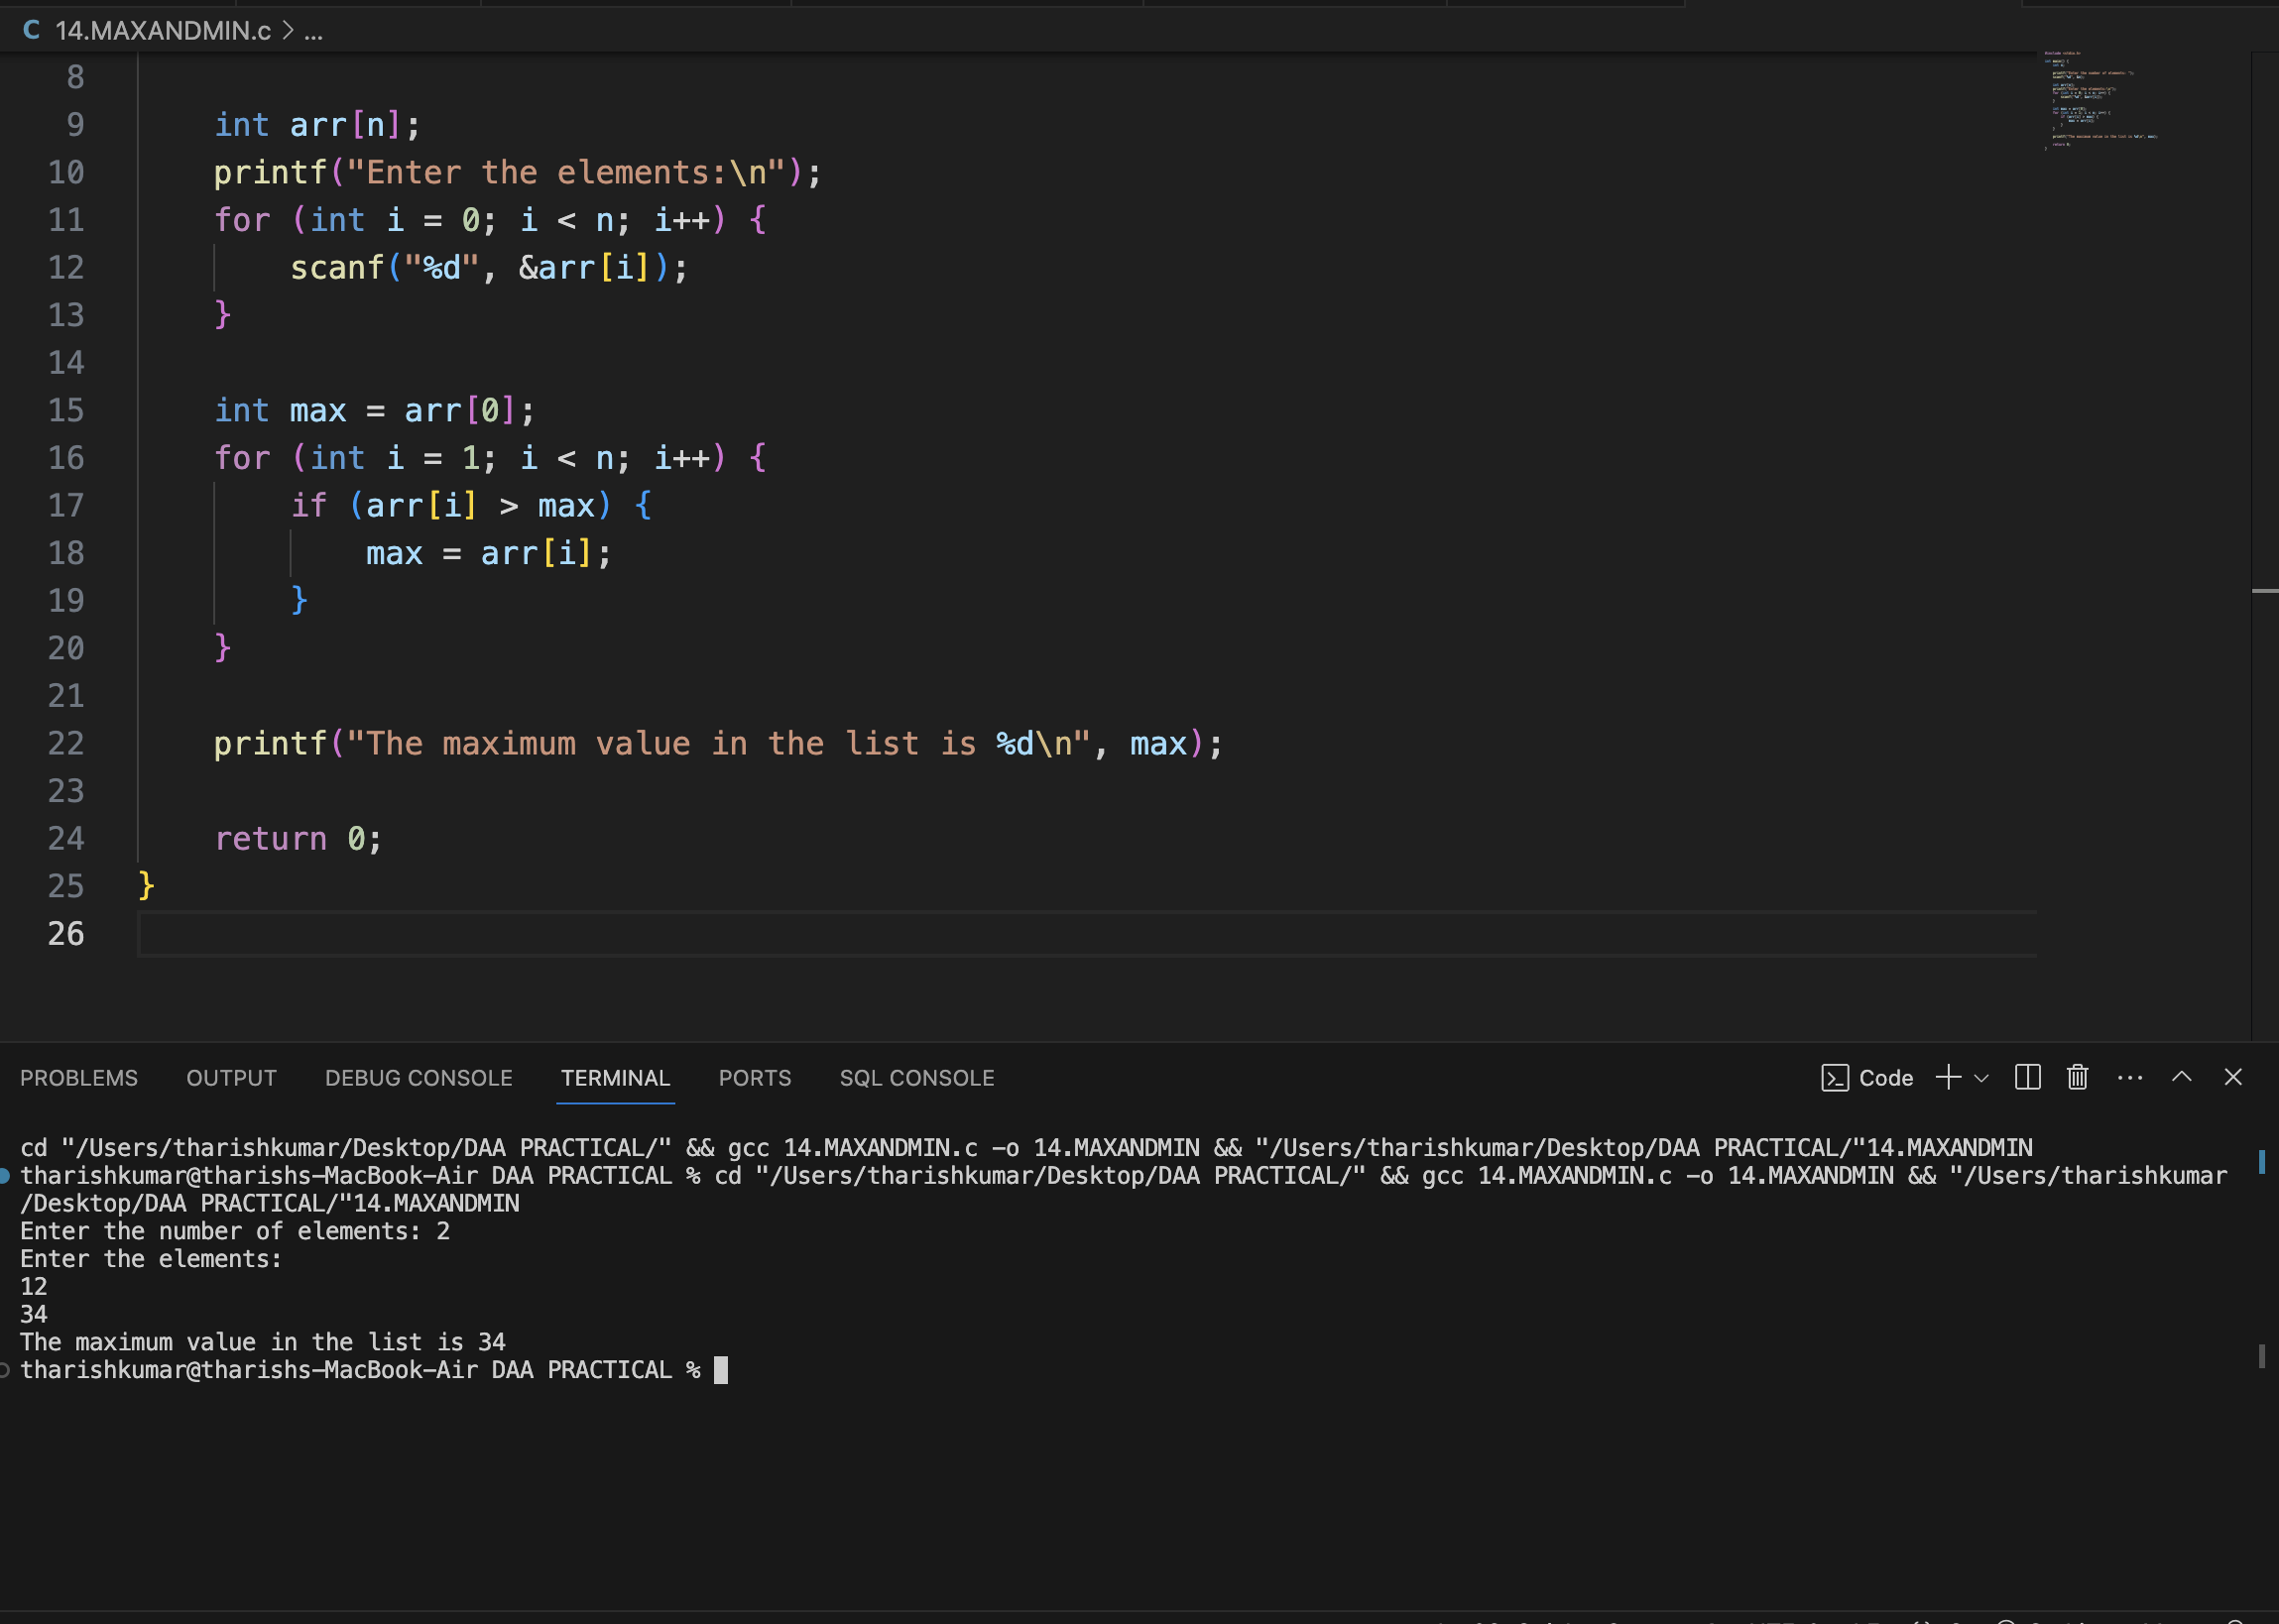 C 14.MAXANDMIN.c > ...
8
9 int arr[n];
10 printf("Enter the elements:\n");
11 for (int i = 0; i < n; i++) {
12 scanf("%d", &arr[i]);
13 }
14
15 int max = arr[0];
16 for (int i = 1; i < n; i++) {
17 if (arr[i] > max) {
18 max = arr[i];
19 }
20 }
21
22 printf("The maximum value in the list is %d\n", max);
23
24 return 0;
25 }
26
PROBLEMS OUTPUT DEBUG CONSOLE TERMINAL PORTS SQL CONSOLE Code
cd "/Users/tharishkumar/Desktop/DAA PRACTICAL/" && gcc 14.MAXANDMIN.c -o 14.MAXANDMIN && "/Users/tharishkumar/Desktop/DAA PRACTICAL/"14.MAXANDMIN
tharishkumar@tharishs-MacBook-Air DAA PRACTICAL % cd "/Users/tharishkumar/Desktop/DAA PRACTICAL/" && gcc 14.MAXANDMIN.c -o 14.MAXANDMIN && "/Users/tharishkumar
/Desktop/DAA PRACTICAL/"14.MAXANDMIN
Enter the number of elements: 2
Enter the elements:
12
34
The maximum value in the list is 34
tharishkumar@tharishs-MacBook-Air DAA PRACTICAL %